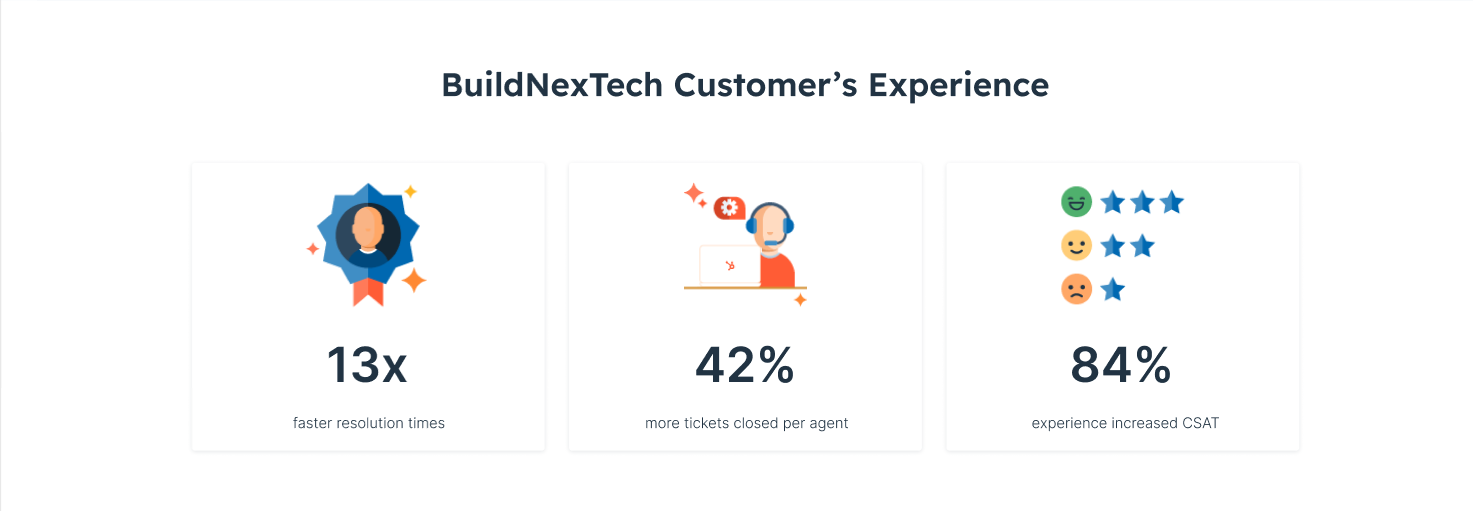 BuildNexTech Customer’s Experience
13x
faster resolution times
42%
more tickets closed per agent
84%
experience increased CSAT